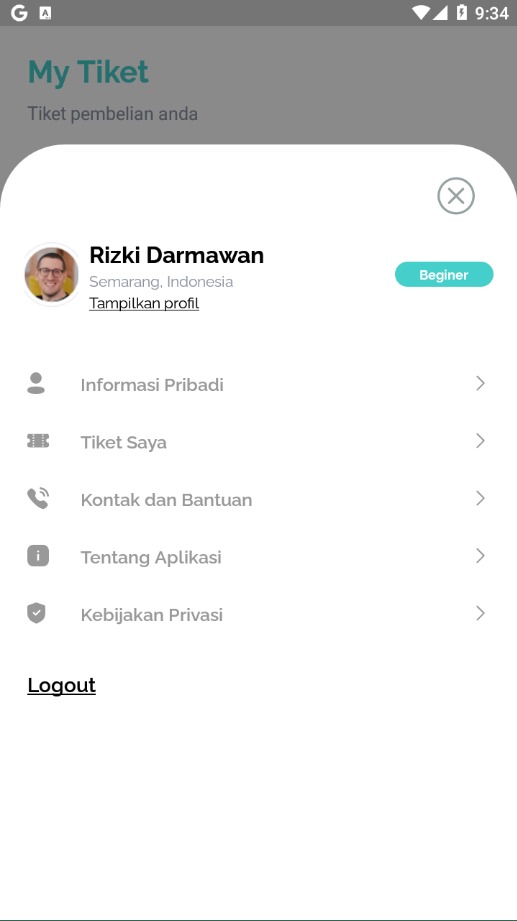 9:34
My Tiket
Tiket pembelian anda
Rizki Darmawan
Semarang, Indonesia
Beginer
Tampilkan profil
Informasi Pribadi
Tiket Saya
Kontak dan Bantuan
Tentang Aplikasi
Kebijakan Privasi
Logout